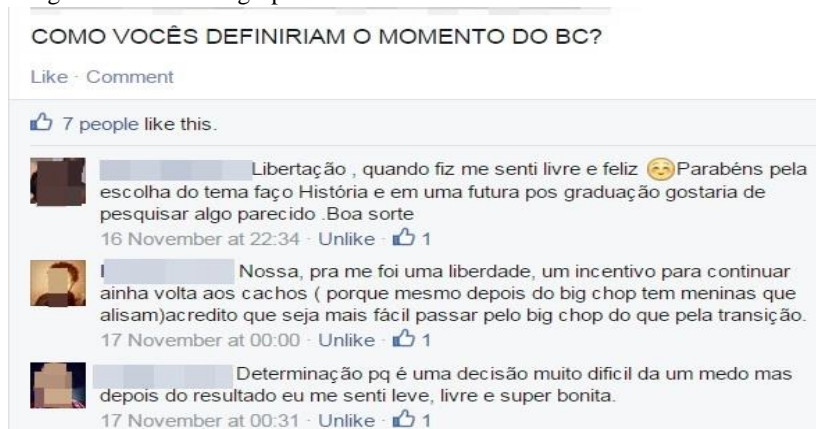 COMO VOCÊS DEFINIRIAM O MOMENTO DO BC?
Like · Comment
7 people like this.
Libertação , quando fiz me senti livre e feliz Parabéns pela
escolha do tema faço História e em uma futura pos graduação gostaria de
pesquisar algo parecido .Boa sorte
16 November at 22:34 · Unlike · 1
Nossa, pra me foi uma liberdade, um incentivo para continuar
ainha volta aos cachos ( porque mesmo depois do big chop tem meninas que
alisam)acredito que seja mais fácil passar pelo big chop do que pela transição.
17 November at 00:00 · Unlike · 1
Determinação pq é uma decisão muito dificil da um medo mas
depois do resultado eu me senti leve, livre e super bonita.
17 November at 00:31 · Unlike · 1